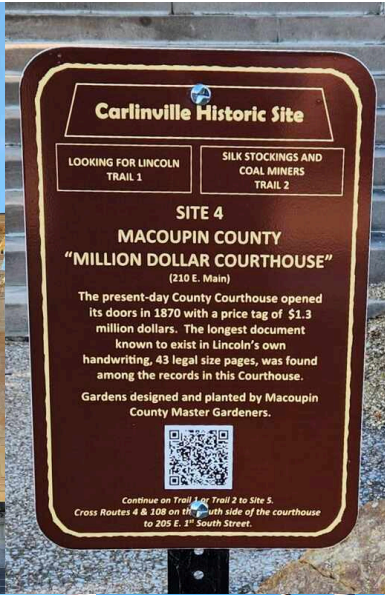 Carlinville Historic Site
LOOKING FOR LINCOLN
TRAIL 1
SILK STOCKINGS AND
COAL MINERS
TRAIL 2
SITE 4
MACOUPIN COUNTY
“MILLION DOLLAR COURTHOUSE”
(210 E. Main)
The present-day County Courthouse opened
its doors in 1870 with a price tag of $1.3
million dollars. The longest document
known to exist in Lincoln's own
handwriting, 43 legal size pages, was found
among the records in this Courthouse.
Gardens designed and planted by Macoupin
County Master Gardeners.
Continue on Trail 1 or Trail 2 to Site 5.
Cross Routes 4 & 108 on the side of the courthouse
to 205 E. 1st South Street.